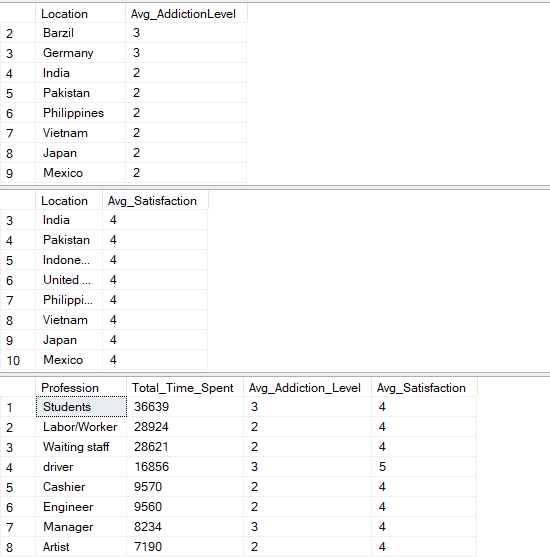 Location Avg_AddictionLevel
2 Barzil 3
3 Germany 3
4 India 2
5 Pakistan 2
6 Philippines 2
7 Vietnam 2
8 Japan 2
9 Mexico 2
Location Avg_Satisfaction
3 India 4
4 Pakistan 4
5 Indone... 4
6 United ... 4
7 Philippi... 4
8 Vietnam 4
9 Japan 4
10 Mexico 4
Profession Total_Time_Spent Avg_Addiction_Level Avg_Satisfaction
1 Students 36639 3 4
2 Labor/Worker 28924 2 4
3 Waiting staff 28621 2 4
4 driver 16856 3 5
5 Cashier 9570 2 4
6 Engineer 9560 2 4
7 Manager 8234 3 4
8 Artist 7190 2 4